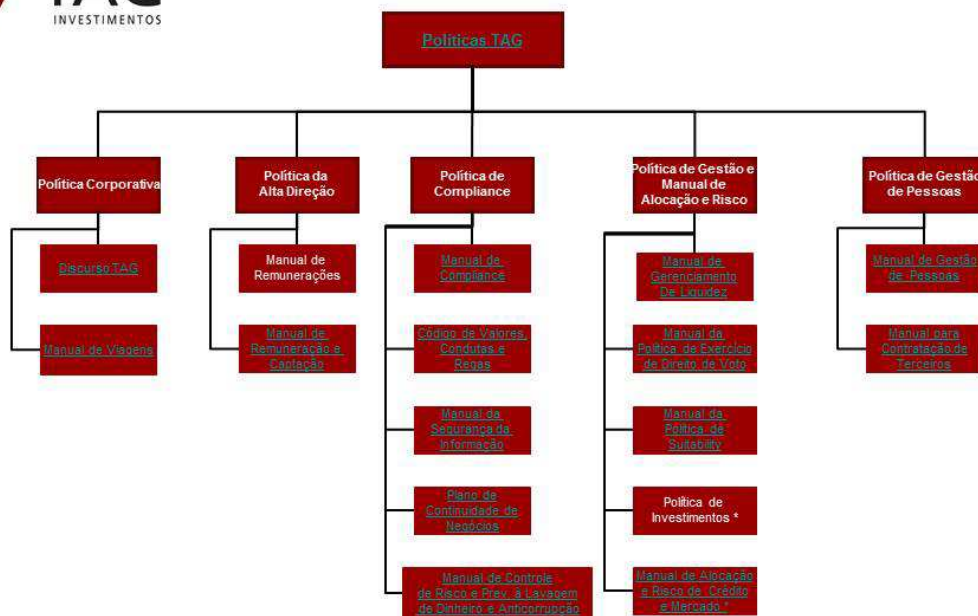 TAG
INVESTIMENTOS
Políticas TAG
Política Corporativa
Política da
Alta Direção
Política de
Compliance
Política de Gestão e
Manual de
Alocação e Risco
Política de Gestão
de Pessoas
Discurso TAG
Manual de Viagens
Manual de
Remunerações
Manual de
Remuneração e
Captação
Manual de
Compliance
Código de Valores,
Condutas e
Regas
Manual da
Segurança da
Informação
Plano de
Continuidade de
Negócios
Manual de Controle
de Risco e Prev. á Lavagem
de Dinheiro e Anticorrupção
Manual de
Gerenciamento
De Liquidez
Manual da
Política de Exercício
de Direito de Voto
Manual da
Política de
Suitability
Política de
Investimentos *
Manual de Alocação
e Risco de Crédito
e Mercado *
Manual de Gestão
de Pessoas
Manual para
Contratação de
Terceiros